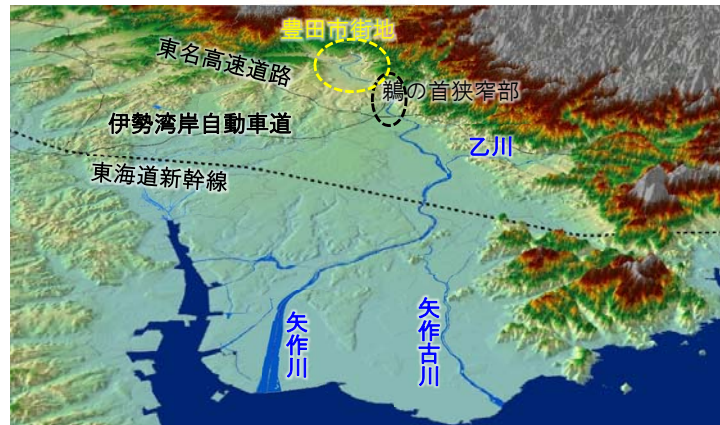 豊田市街地
東名高速道路
鵜の首狭窄部
伊勢湾岸自動車道
乙川
東海道新幹線
矢作川
矢作古川